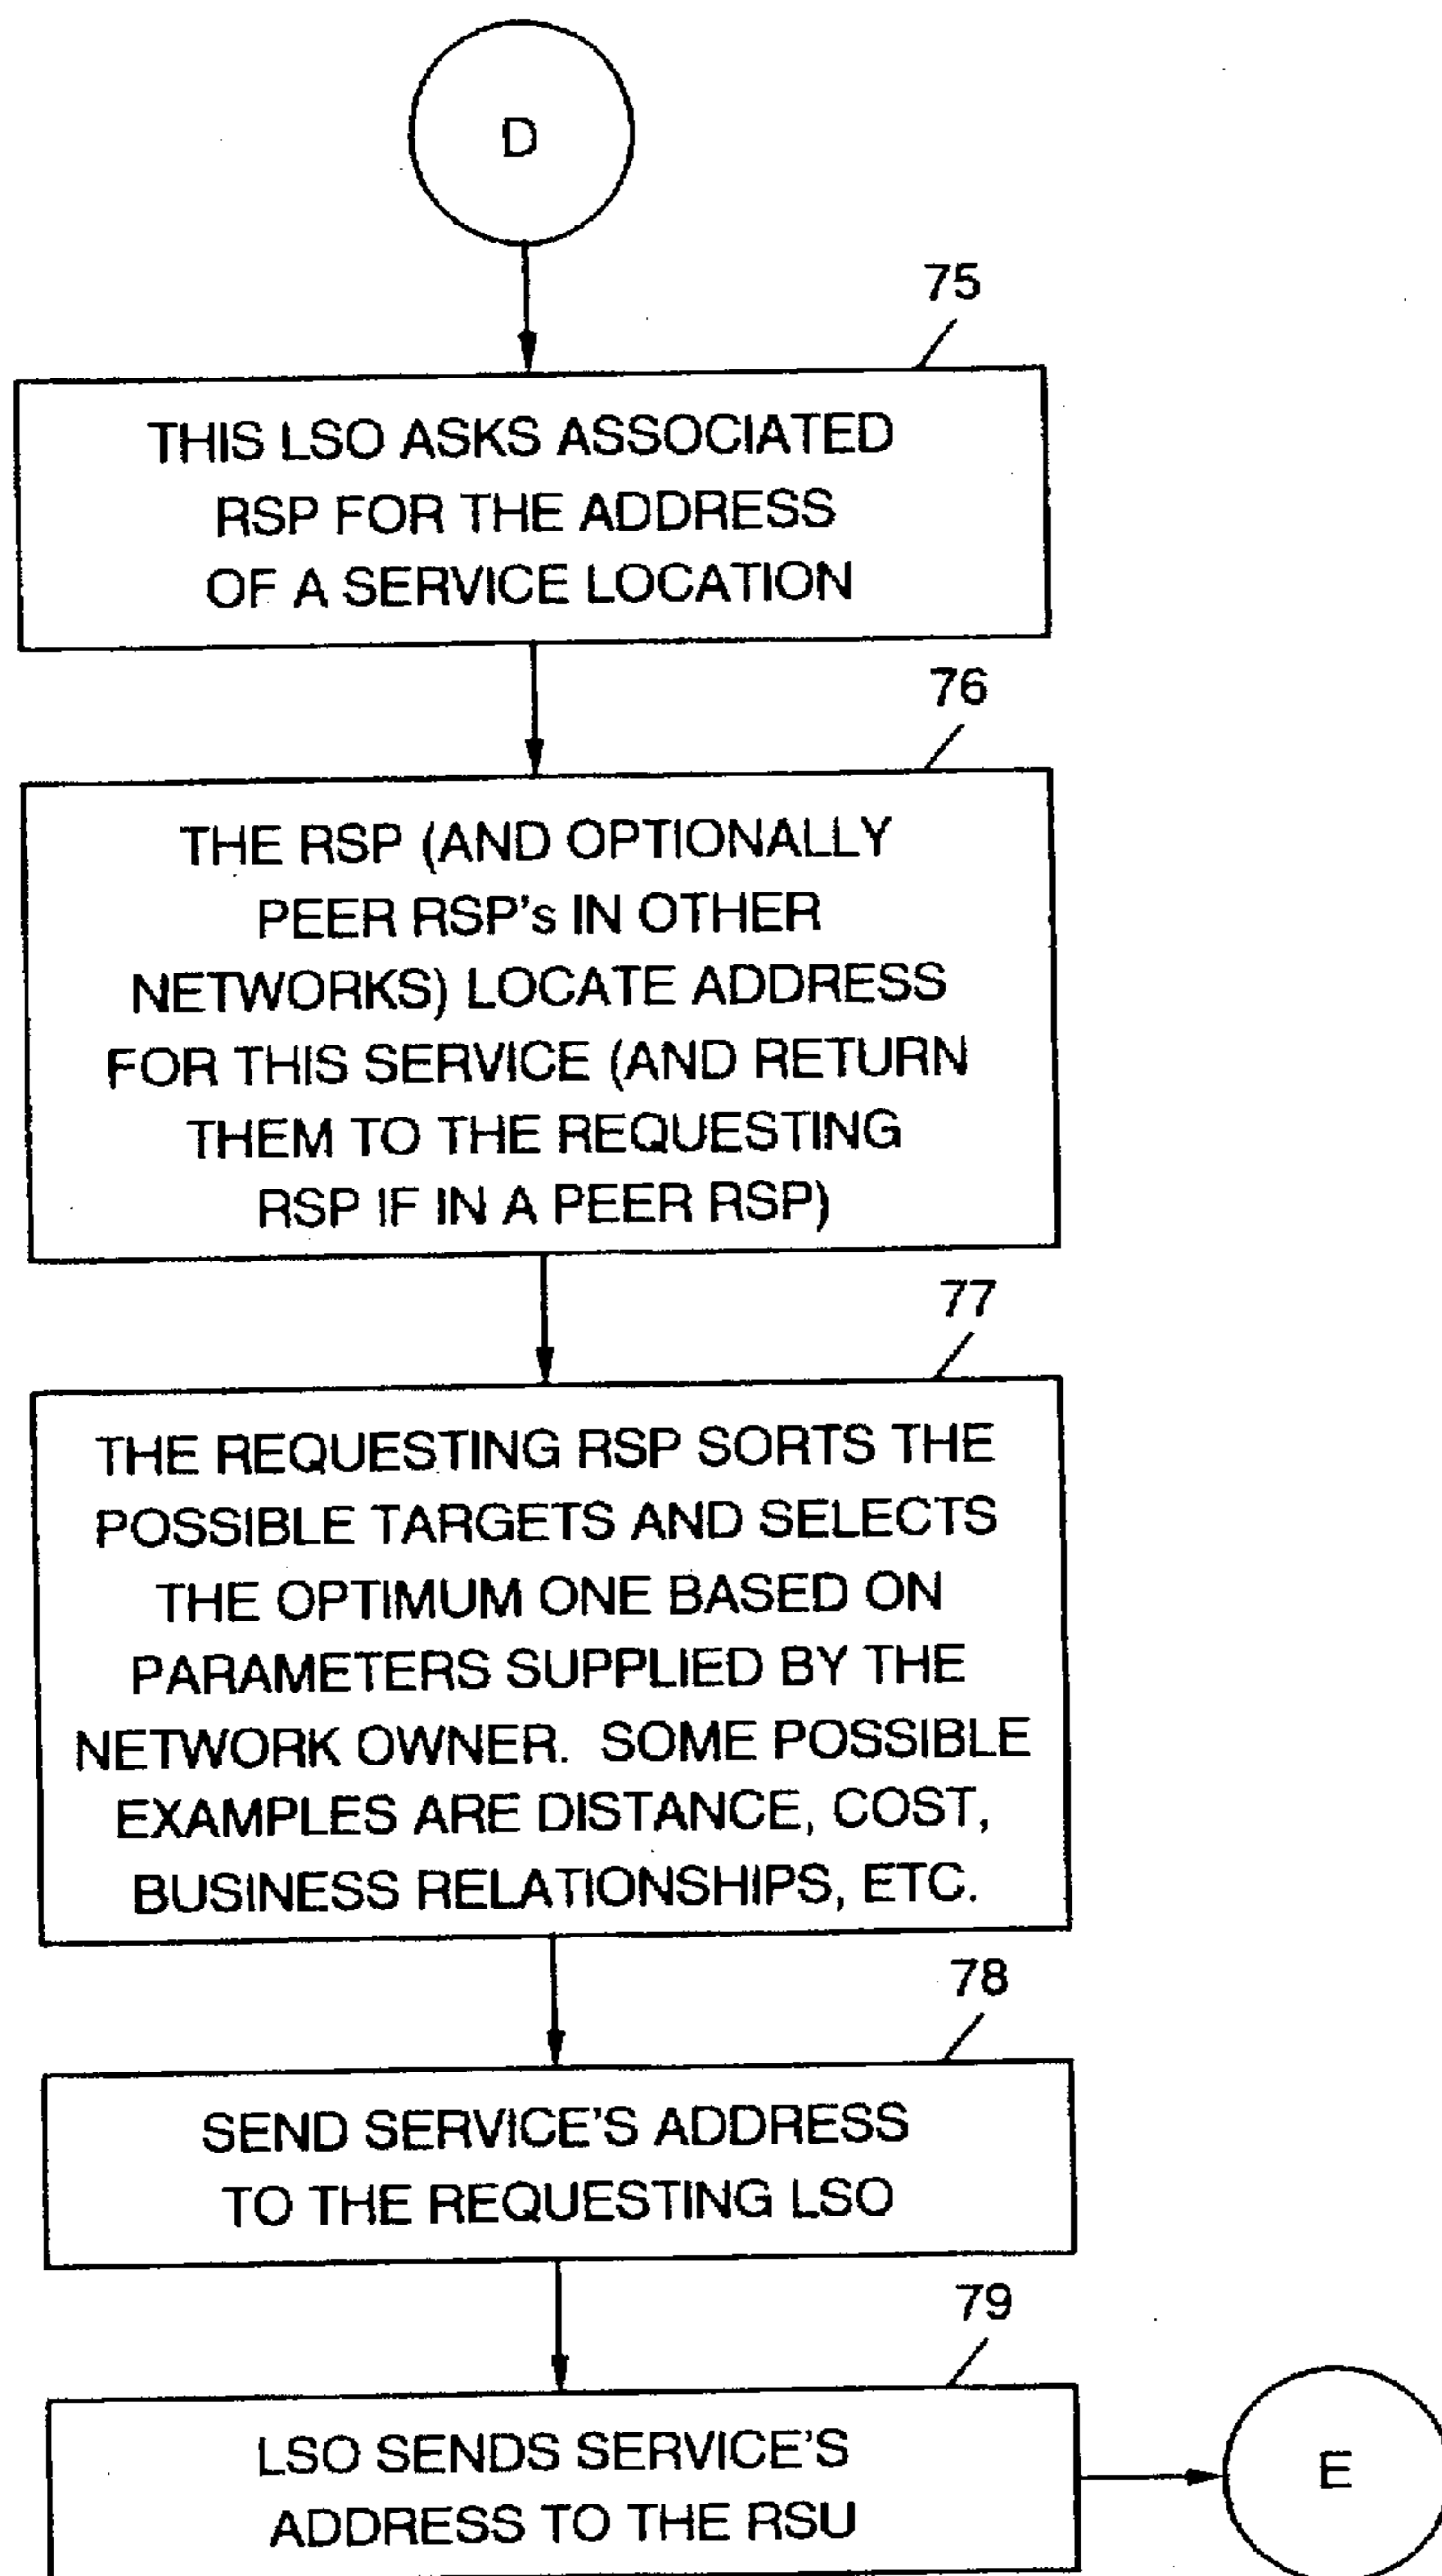 D
75
THIS LSO ASKS ASSOCIATED
RSP FOR THE ADDRESS
OF A SERVICE LOCATION
76
THE RSP (AND OPTIONALLY
PEER RSP's IN OTHER
NETWORKS) LOCATE ADDRESS
FOR THIS SERVICE (AND RETURN
THEM TO THE REQUESTING
RSP IF IN A PEER RSP)
77
THE REQUESTING RSP SORTS THE
POSSIBLE TARGETS AND SELECTS
THE OPTIMUM ONE BASED ON
PARAMETERS SUPPLIED BY THE
NETWORK OWNER. SOME POSSIBLE
EXAMPLES ARE DISTANCE, COST,
BUSINESS RELATIONSHIPS, ETC.
78
SEND SERVICE'S ADDRESS
TO THE REQUESTING LSO
79
LSO SENDS SERVICE'S
ADDRESS TO THE RSU
E